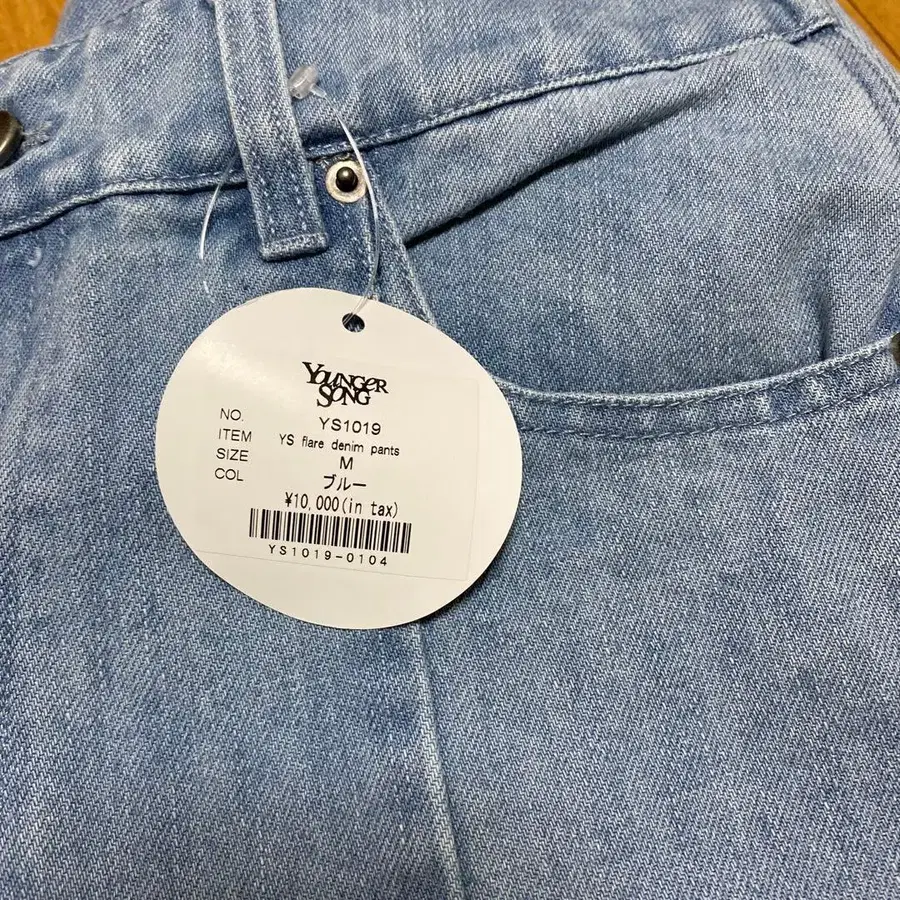 YOUNGER
SONG
NO. YS1019
ITEM YS flare denim pants
SIZE M
COL ブルー
¥10,000(in tax)
YS1019-0104